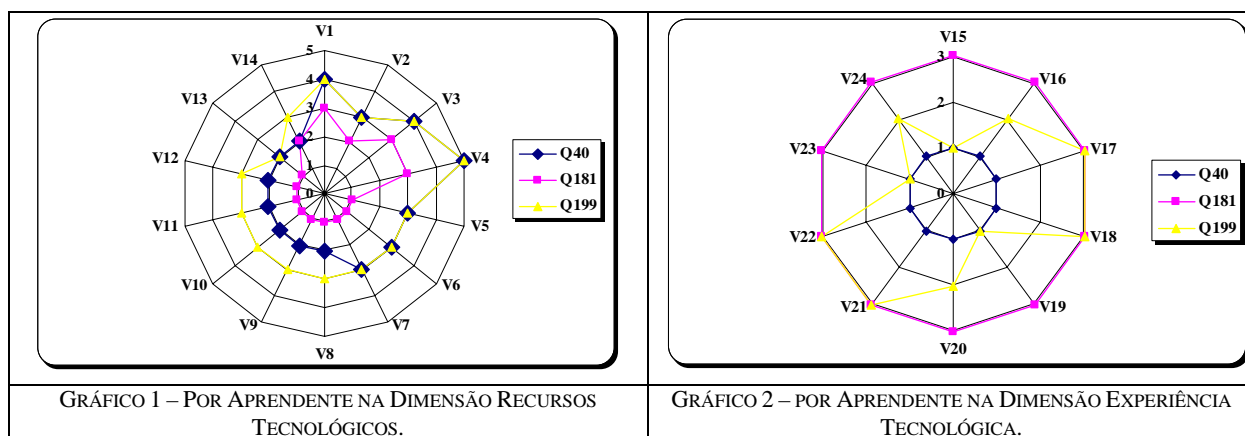 V1
V14
V2
V13
V3
V12
V4
V11
V5
V10
V6
V9
V7
V8
5
4
3
2
1
0
Q40
Q181
Q199
V15
V24
V16
V23
V17
V22
V18
V21
V19
V20
3
2
1
0
Q40
Q181
Q199
GRÁFICO 1 – POR APRENDENTE NA DIMENSÃO RECURSOS
TECNOLÓGICOS.
GRÁFICO 2 – POR APRENDENTE NA DIMENSÃO EXPERIÊNCIA
TECNOLÓGICA.